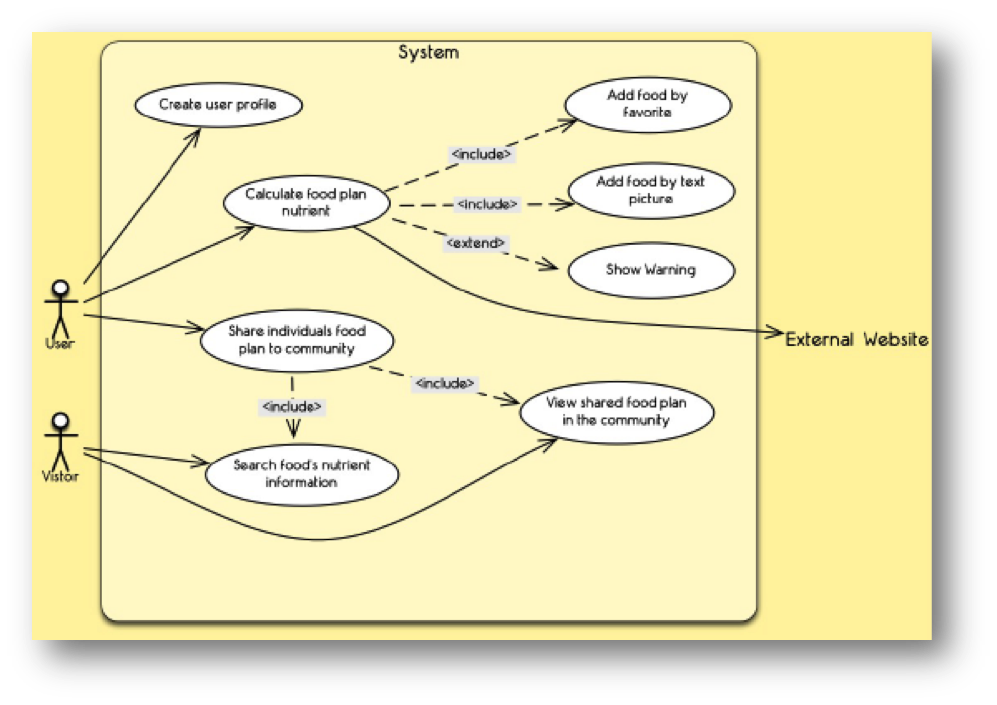 System
Create user profile
Add food by
favorite
<include>
Calculate food plan
nutrient
Add food by text
picture
<include>
<extend>
Show Warning
User
Share individuals food
plan to community
External Website
<include>
<include>
View shared food plan
in the community
Vistoir
Search food's nutrient
information